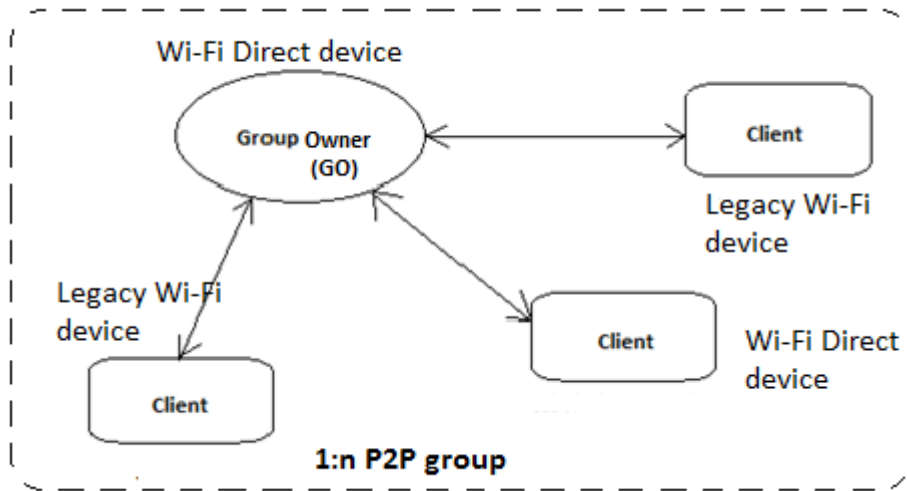 Wi-Fi Direct device
Group Owner
(GO)
Client
Legacy Wi-Fi
device
Legacy Wi-Fi
device
Client
Wi-Fi Direct
device
Client
1:n P2P group